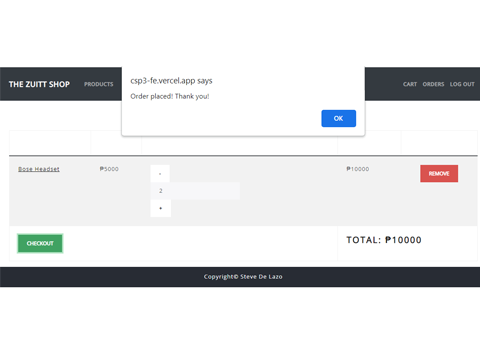 csp3-fe.vercel.app says
Order placed! Thank you!
OK
THE ZUITT SHOP PRODUCTS CART ORDERS LOG OUT
Bose Headset ₱5000 - ₱10000 REMOVE
2
+
CHECKOUT TOTAL: ₱10000
Copyright© Steve De Lazo